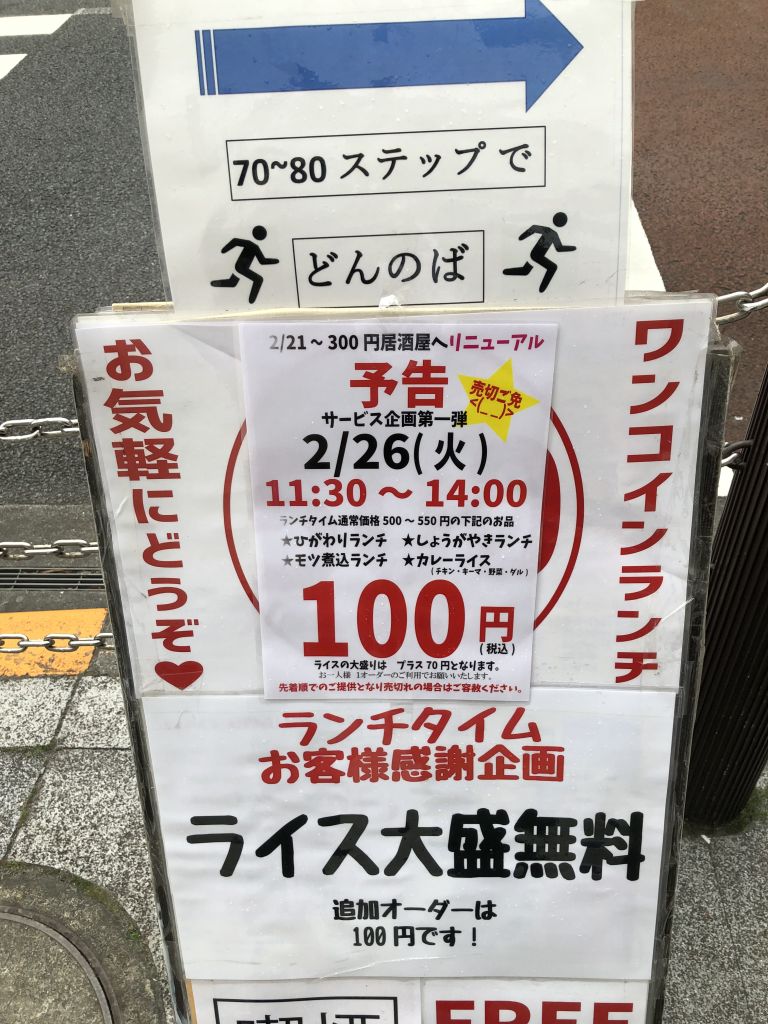 70~80 ステップ で
どんのば
お気軽にどうぞ♥
ワンコインランチ
2/21～300円居酒屋へリニューアル
予告
売切ご免
<(_ _)>
サービス企画第一弾
2/26(火)
11:30 ～ 14:00
ランチタイム通常価格 500～550円の下記のお品
★ひがわりランチ ★しょうがやきランチ
★モツ煮込ランチ ★カレーライス
(チキン・キーマ・野菜・ダル)
100円
(税込)
ライスの大盛りは プラス70円となります。
お一人様 1オーダーのご利用でお願いいたします。
先着順でのご提供となり売切れの場合はご容赦ください。
ランチタイム
お客様感謝企画
ライス大盛無料
追加オーダーは
100円です！
FREE